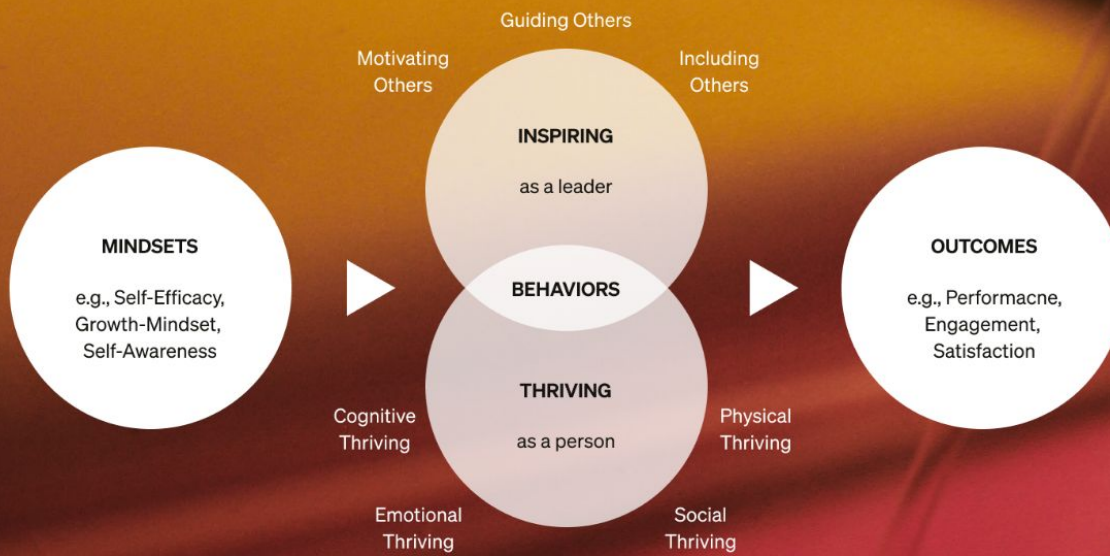 Guiding Others
Motivating
Others
Including
Others
INSPIRING
as a leader
MINDSETS
e.g., Self-Efficacy,
Growth-Mindset,
Self-Awareness
BEHAVIORS
OUTCOMES
e.g., Performacne,
Engagement,
Satisfaction
THRIVING
as a person
Cognitive
Thriving
Physical
Thriving
Emotional
Thriving
Social
Thriving